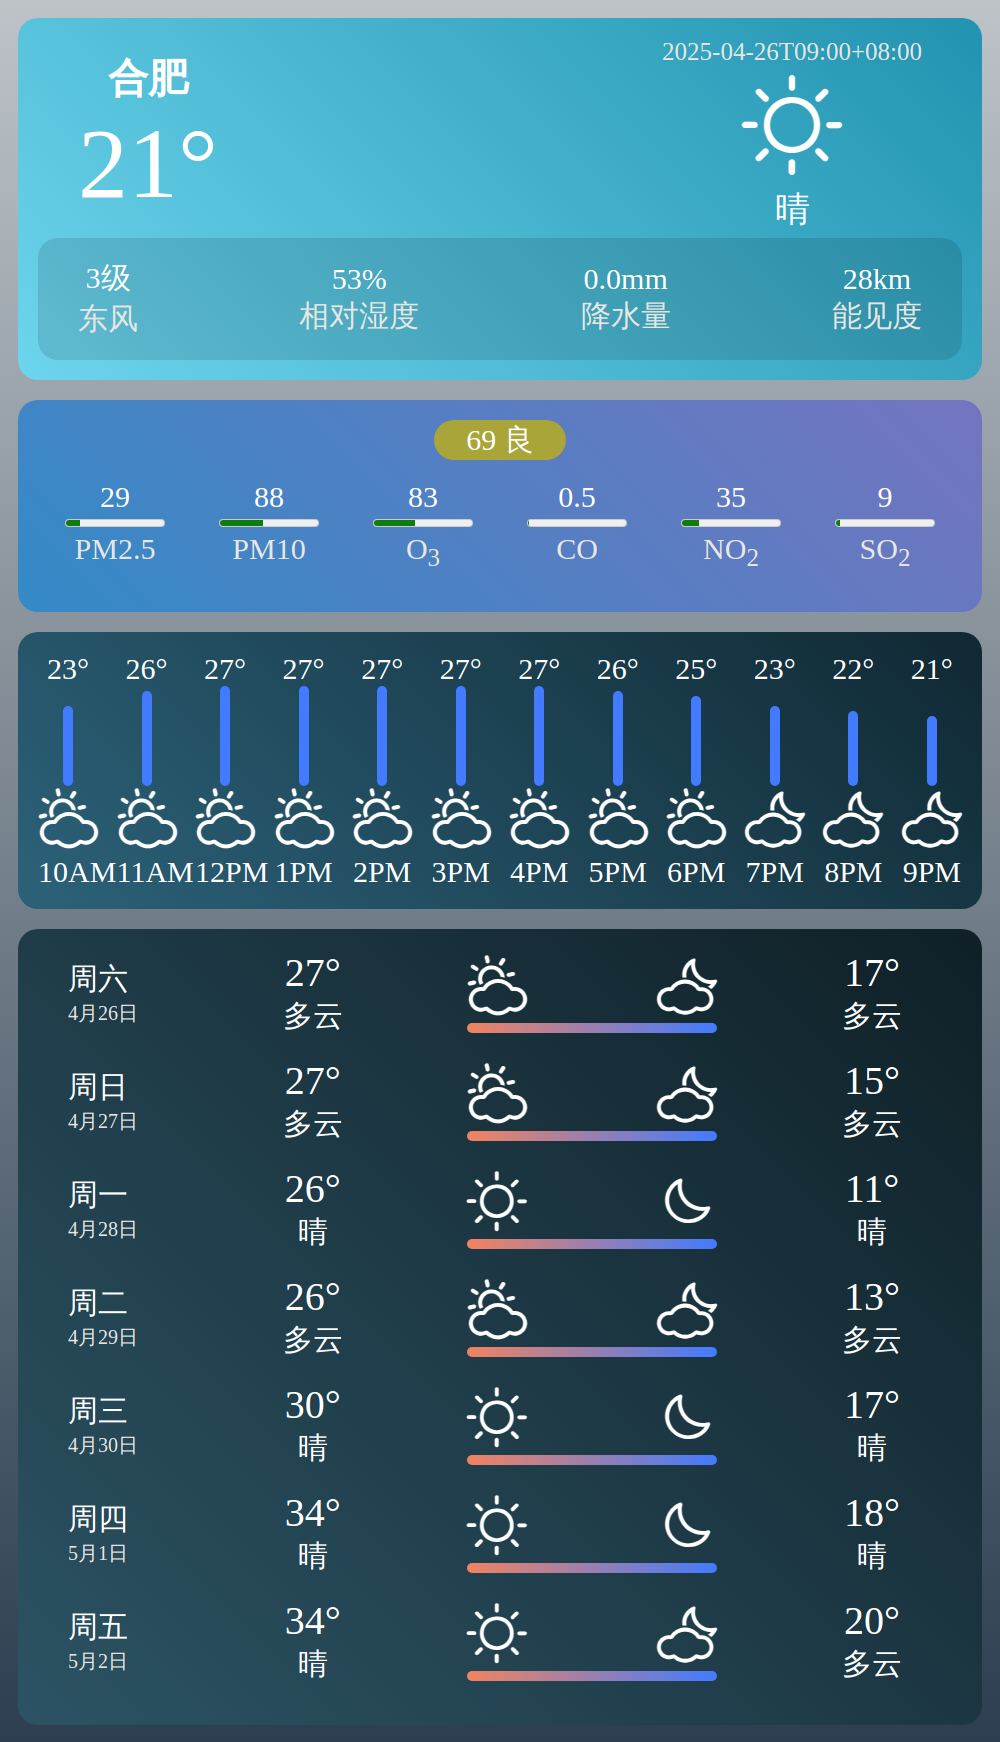 合肥
21°
2025-04-26T09:00+08:00
晴
3级 53% 0.0mm 28km
东风 相对湿度 降水量 能见度
69 良
29 88 83 0.5 35 9
PM2.5 PM10 O3 CO NO2 SO2
23° 26° 27° 27° 27° 27° 27° 26° 25° 23° 22° 21°
10AM 11AM 12PM 1PM 2PM 3PM 4PM 5PM 6PM 7PM 8PM 9PM
周六 27° 17°
4月26日 多云 多云
周日 27° 15°
4月27日 多云 多云
周一 26° 11°
4月28日 晴 晴
周二 26° 13°
4月29日 多云 多云
周三 30° 17°
4月30日 晴 晴
周四 34° 18°
5月1日 晴 晴
周五 34° 20°
5月2日 晴 多云